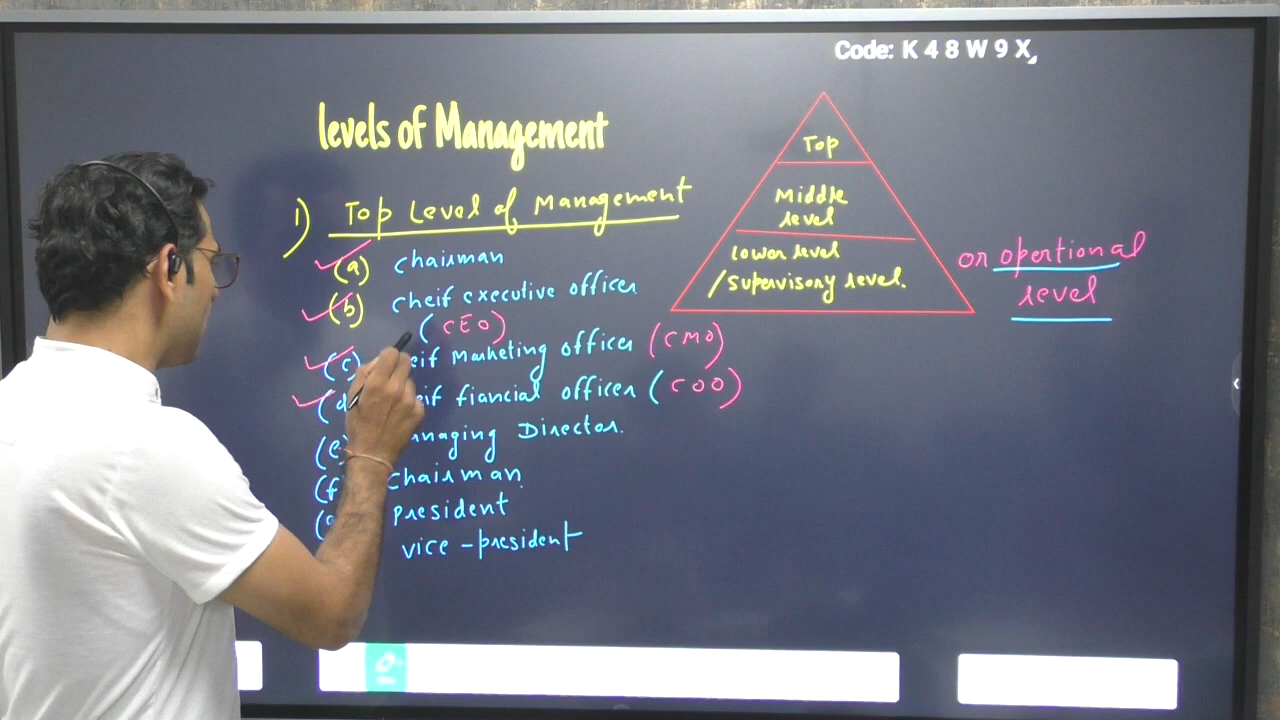 Code: K 4 8 W 9 X
levels of Management
1) Top Level of Management
(a) chairman
(b) cheif executive officer
(CEO)
(c) eif Marketing officer (CMO)
(d eif fiancial officer (COO)
(e) anaging Director.
(f) chairman
president
vice-president
Top
Middle
level
lower level
/supervisory level.
or opertional
level